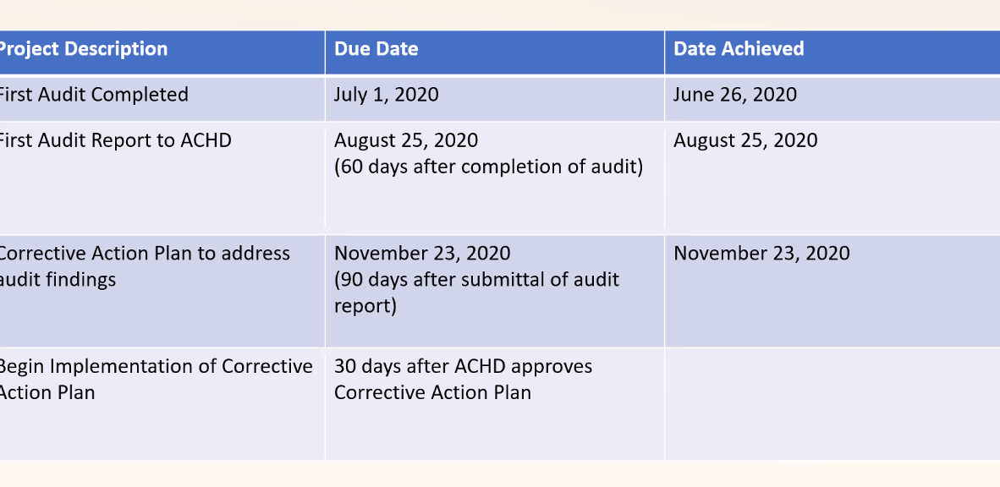 Project Description Due Date Date Achieved
First Audit Completed July 1, 2020 June 26, 2020
First Audit Report to ACHD August 25, 2020 August 25, 2020
(60 days after completion of audit)
Corrective Action Plan to address November 23, 2020 November 23, 2020
audit findings (90 days after submittal of audit
report)
Begin Implementation of Corrective 30 days after ACHD approves
Action Plan Corrective Action Plan